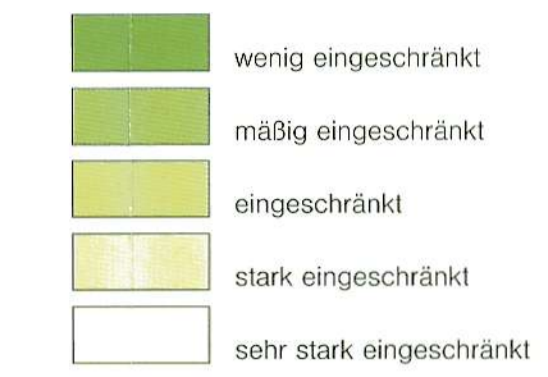 wenig eingeschränkt
mäßig eingeschränkt
eingeschränkt
stark eingeschränkt
sehr stark eingeschränkt